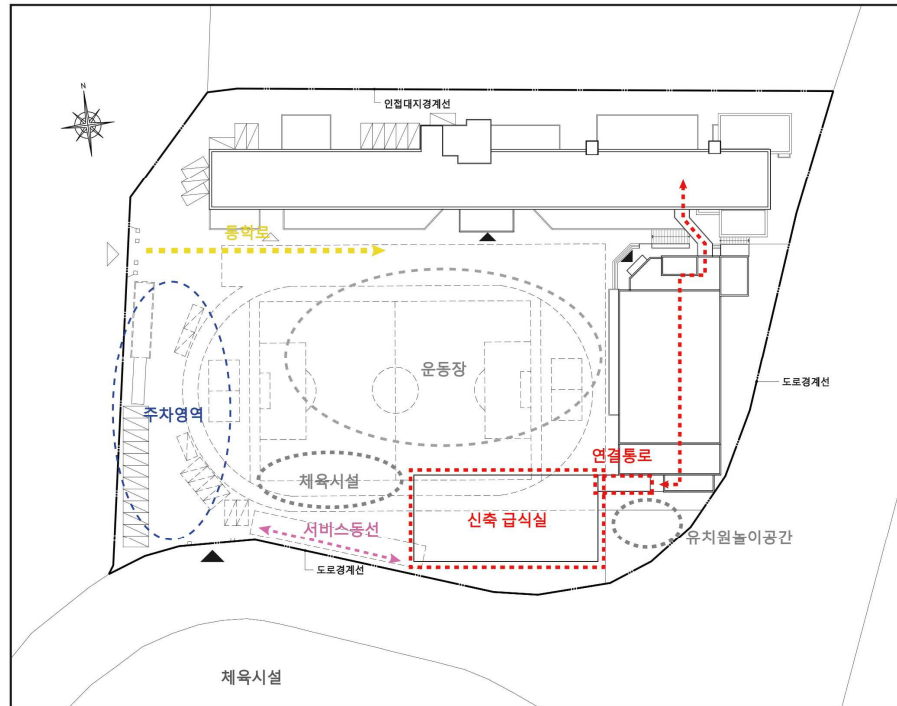 N
인접대지경계선
통학로
운동장
도로경계선
주차영역
연결통로
체육시설
신축 급식실
서비스동선
유치원놀이공간
도로경계선
체육시설